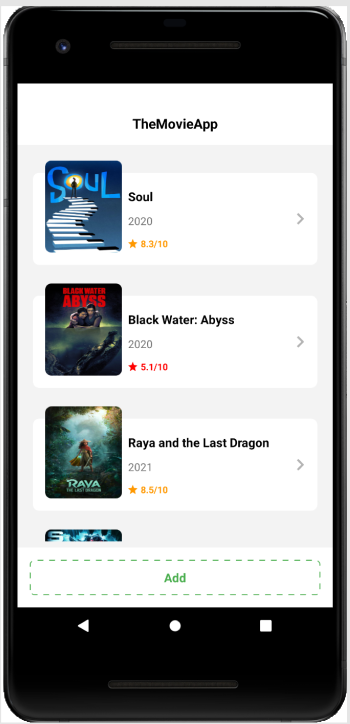 TheMovieApp
SOUL
Soul
2020
8.3/10
BLACK WATER:
ABYSS
Black Water: Abyss
2020
5.1/10
RAYA
THE LAST DRAGON
Raya and the Last Dragon
2021
8.5/10
Add